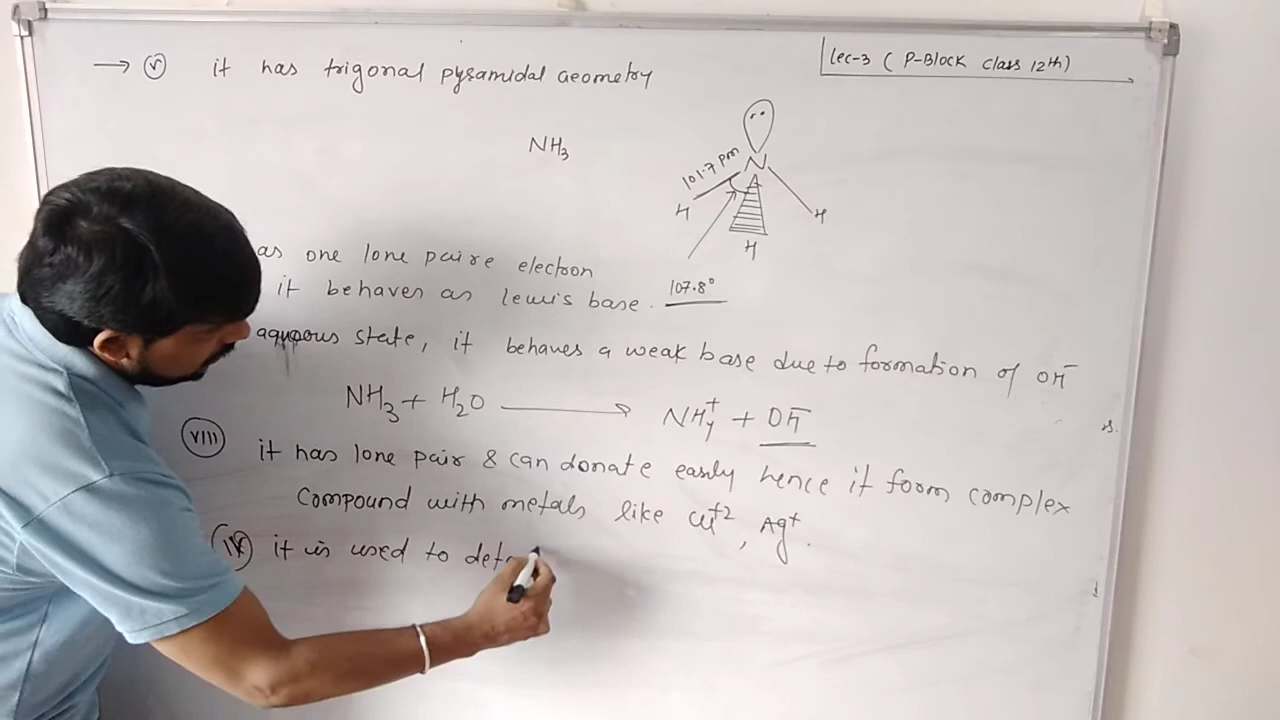 → (v) it has trigonal pyramidal geometry
Lec-3 ( P-Block class 12th)
NH₃
N
101.7 pm
H
H
H
107.8°
as one lone paire electron
it behaves as lewis base.
aqueous state, it behaves a weak base due to formation of OH⁻
NH₃ + H₂O → NH₄⁺ + OH⁻
(VIII) it has lone pair & can donate easily hence it form complex
compound with metals like Cu⁺², Ag⁺.
it is used to